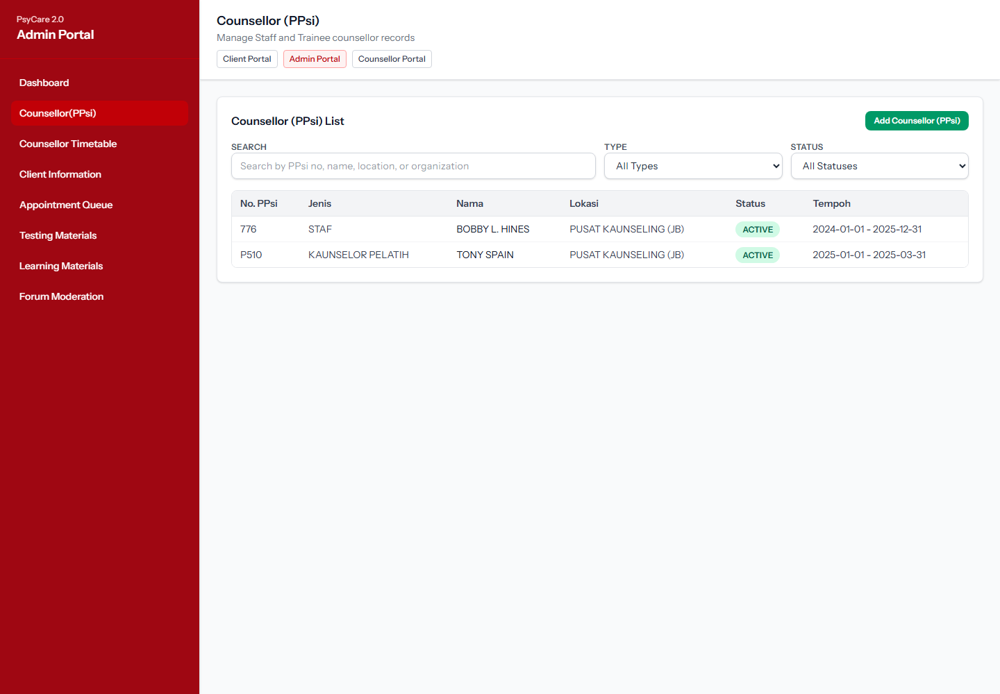 PsyCare 2.0
Admin Portal
Dashboard
Counsellor(PPsi)
Counsellor Timetable
Client Information
Appointment Queue
Testing Materials
Learning Materials
Forum Moderation
Counsellor (PPsi)
Manage Staff and Trainee counsellor records
Client Portal Admin Portal Counsellor Portal
Counsellor (PPsi) List Add Counsellor (PPsi)
SEARCH TYPE STATUS
Search by PPsi no, name, location, or organization All Types All Statuses
No. PPsi Jenis Nama Lokasi Status Tempoh
776 STAF BOBBY L. HINES PUSAT KAUNSELING (JB) ACTIVE 2024-01-01 - 2025-12-31
P510 KAUNSELOR PELATIH TONY SPAIN PUSAT KAUNSELING (JB) ACTIVE 2025-01-01 - 2025-03-31